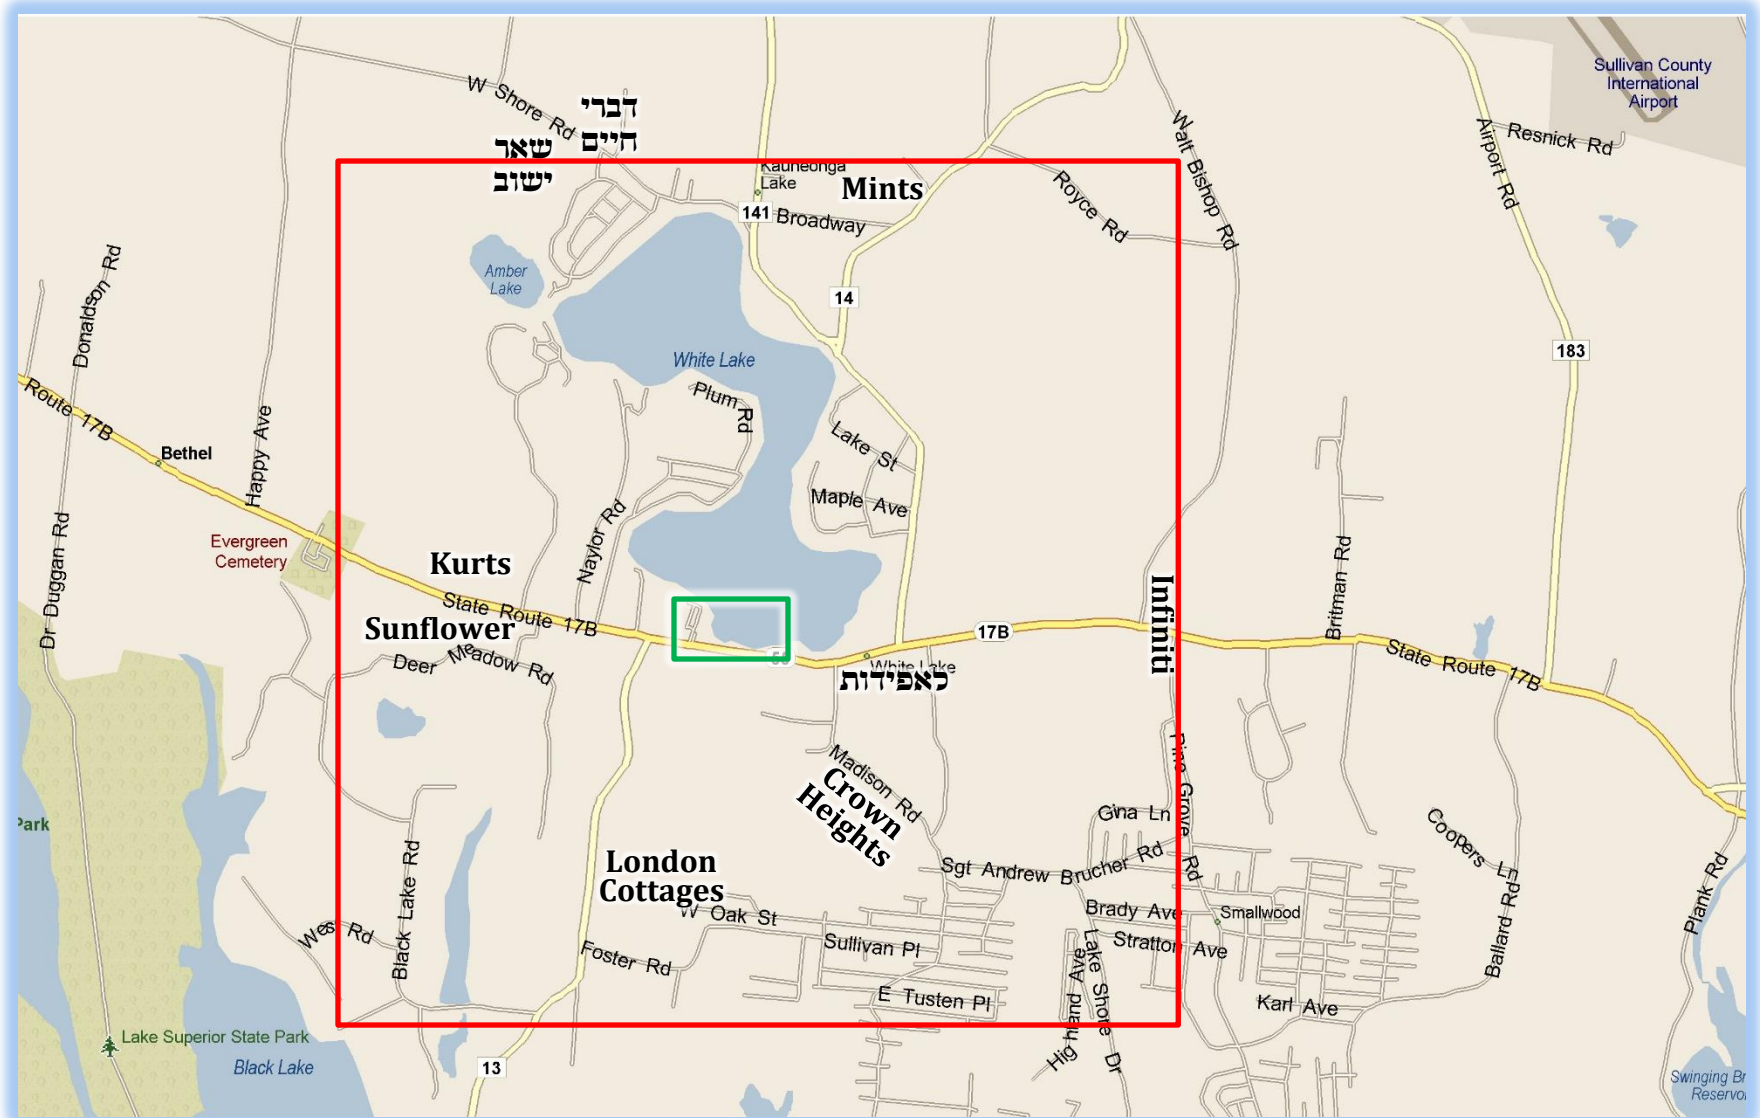 Sullivan County
International
Airport
W Shore Rd
דברי
חיים
שאר
ישוב
Resnick Rd
Airport Rd
Walt Bishop Rd
Kauneonga
Lake
Mints
Royce Rd
141
Broadway
Donaldson Rd
Amber
Lake
14
183
White Lake
Plum Rd
Route 17B
Happy Ave
Bethel
Lake St
Maple Ave
Evergreen
Cemetery
Dr Duggan Rd
Naylor Rd
Kurts
State Route 17B
Sunflower
Deer Meadow Rd
17B
Infiniti
Britman Rd
State Route 17B
55
White Lake
לאפידות
Madison Rd
Crown
Heights
Pine Grove Rd
Gina Ln
Coopers Ln
Park
London
Cottages
Sgt Andrew Brucher Rd
Ballard Rd
Plank Rd
Black Lake Rd
W Oak St
Brady Ave
Smallwood
Wes Rd
Sullivan Pl
Stratton Ave
Foster Rd
E Tusten Pl
Highland Ave
Lake Shore Dr
Karl Ave
Lake Superior State Park
Black Lake
13
Swinging Br
Reservoi